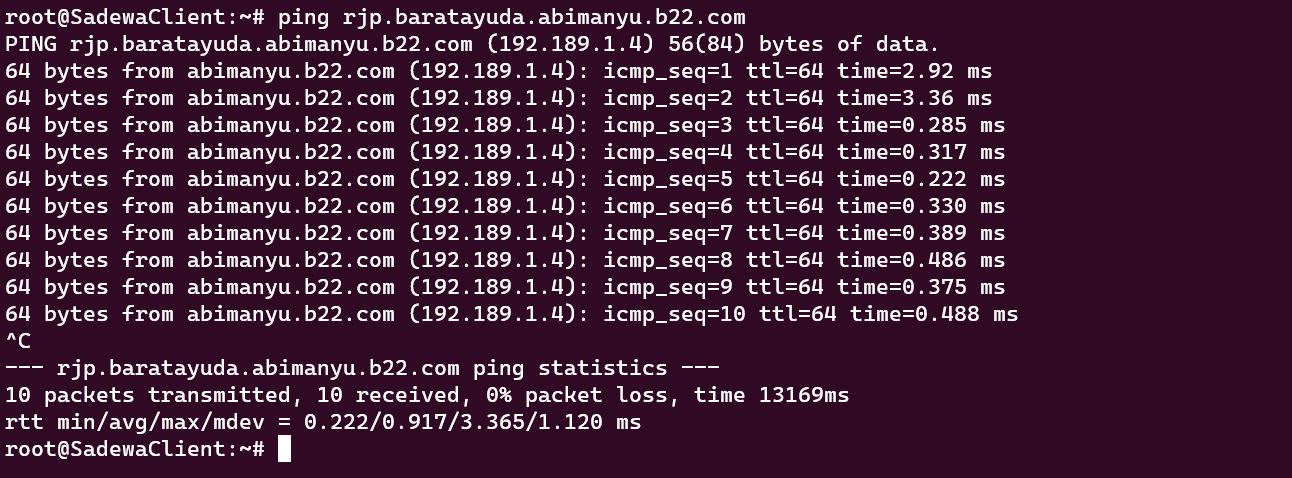 root@SadewaClient:~# ping rjp.baratayuda.abimanyu.b22.com
PING rjp.baratayuda.abimanyu.b22.com (192.189.1.4) 56(84) bytes of data.
64 bytes from abimanyu.b22.com (192.189.1.4): icmp_seq=1 ttl=64 time=2.92 ms
64 bytes from abimanyu.b22.com (192.189.1.4): icmp_seq=2 ttl=64 time=3.36 ms
64 bytes from abimanyu.b22.com (192.189.1.4): icmp_seq=3 ttl=64 time=0.285 ms
64 bytes from abimanyu.b22.com (192.189.1.4): icmp_seq=4 ttl=64 time=0.317 ms
64 bytes from abimanyu.b22.com (192.189.1.4): icmp_seq=5 ttl=64 time=0.222 ms
64 bytes from abimanyu.b22.com (192.189.1.4): icmp_seq=6 ttl=64 time=0.330 ms
64 bytes from abimanyu.b22.com (192.189.1.4): icmp_seq=7 ttl=64 time=0.389 ms
64 bytes from abimanyu.b22.com (192.189.1.4): icmp_seq=8 ttl=64 time=0.486 ms
64 bytes from abimanyu.b22.com (192.189.1.4): icmp_seq=9 ttl=64 time=0.375 ms
64 bytes from abimanyu.b22.com (192.189.1.4): icmp_seq=10 ttl=64 time=0.488 ms
^C
--- rjp.baratayuda.abimanyu.b22.com ping statistics ---
10 packets transmitted, 10 received, 0% packet loss, time 13169ms
rtt min/avg/max/mdev = 0.222/0.917/3.365/1.120 ms
root@SadewaClient:~#